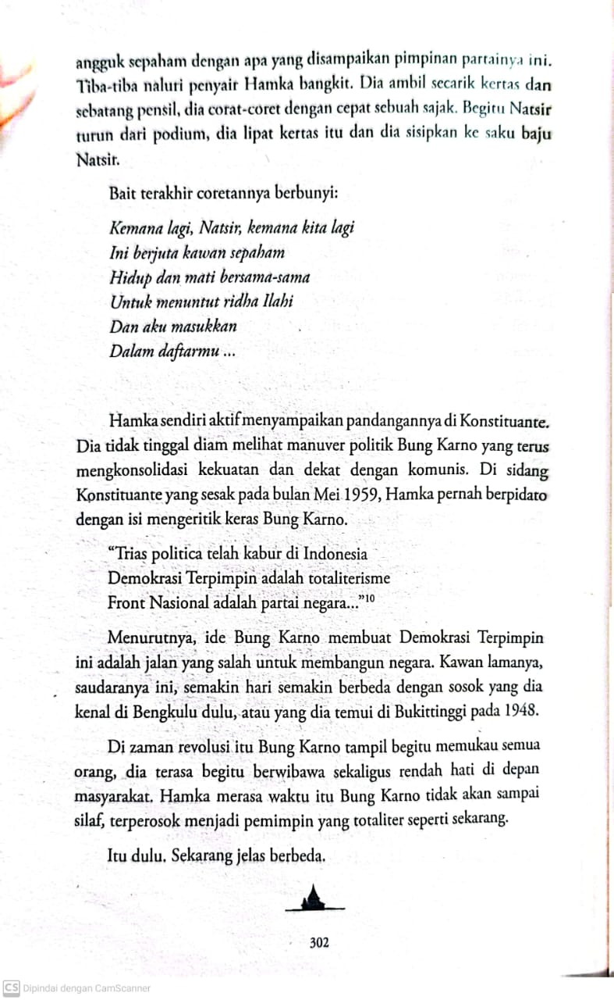 angguk sepaham dengan apa yang disampaikan pimpinan partainya ini.
Tiba-tiba naluri penyair Hamka bangkit. Dia ambil secarik kertas dan
sebatang pensil, dia corat-coret dengan cepat sebuah sajak. Begitu Natsir
turun dari podium, dia lipat kertas itu dan dia sisipkan ke saku baju
Natsir.
Bait terakhir coretannya berbunyi:
Kemana lagi, Natsir, kemana kita lagi
Ini berjuta kawan sepaham
Hidup dan mati bersama-sama
Untuk menuntut ridha Ilahi
Dan aku masukkan
Dalam daftarmu ...
Hamka sendiri aktif menyampaikan pandangannya di Konstituante.
Dia tidak tinggal diam melihat manuver politik Bung Karno yang terus
mengkonsolidasi kekuatan dan dekat dengan komunis. Di sidang
Konstituante yang sesak pada bulan Mei 1959, Hamka pernah berpidato
dengan isi mengeritik keras Bung Karno.
“Trias politica telah kabur di Indonesia
Demokrasi Terpimpin adalah totaliterisme
Front Nasional adalah partai negara...”10
Menurutnya, ide Bung Karno membuat Demokrasi Terpimpin
ini adalah jalan yang salah untuk membangun negara. Kawan lamanya,
saudaranya ini, semakin hari semakin berbeda dengan sosok yang dia
kenal di Bengkulu dulu, atau yang dia temui di Bukittinggi pada 1948.
Di zaman revolusi itu Bung Karno tampil begitu memukau semua
orang, dia terasa begitu berwibawa sekaligus rendah hati di depan
masyarakat. Hamka merasa waktu itu Bung Karno tidak akan sampai
silaf, terperosok menjadi pemimpin yang totaliter seperti sekarang.
Itu dulu. Sekarang jelas berbeda.
302
CS Dipindai dengan CamScanner